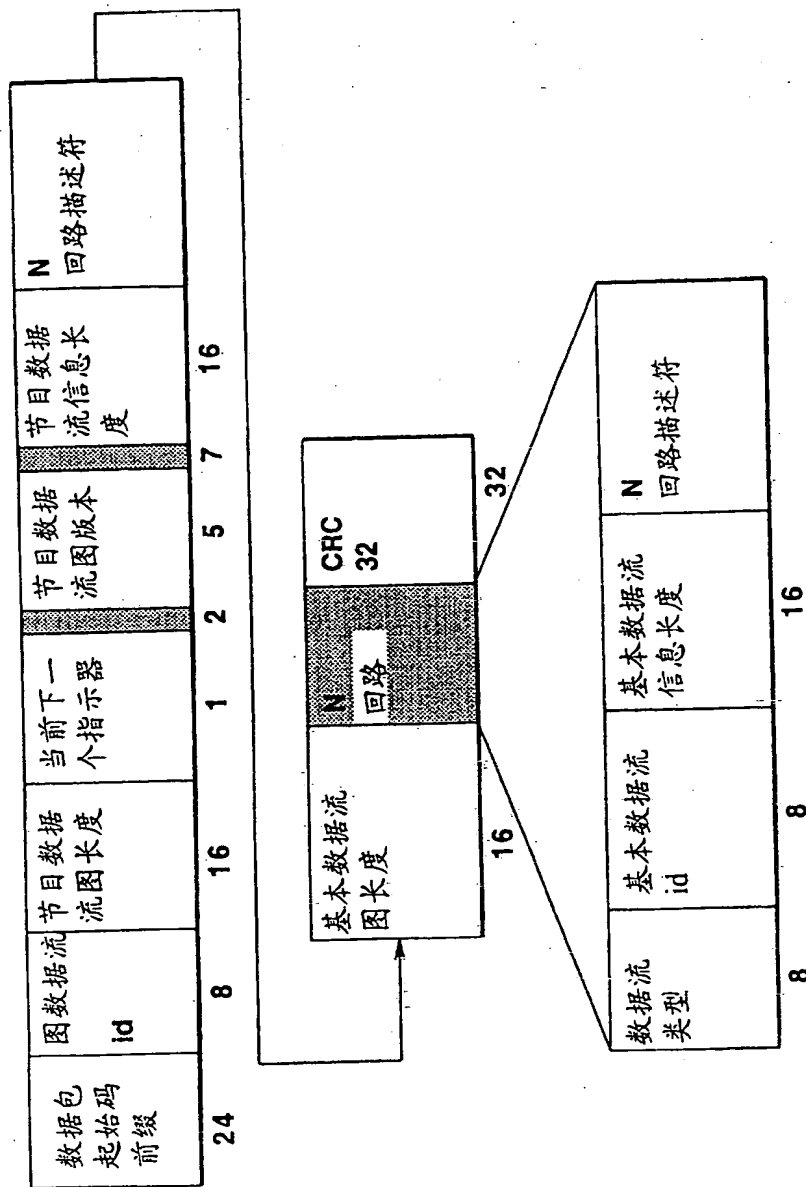 数据包
起始码
前缀
图数据流
id
节目数据
流图长度
当前下一
个指示器
节目数据
流图版本
节目数据
流信息长
度
N
回路描述符
24
8
16
1
2
5
7
16
基本数据流
图长度
N
回路
CRC
32
16
32
数据流
类型
基本数据流
id
基本数据流
信息长度
N
回路描述符
8
8
16